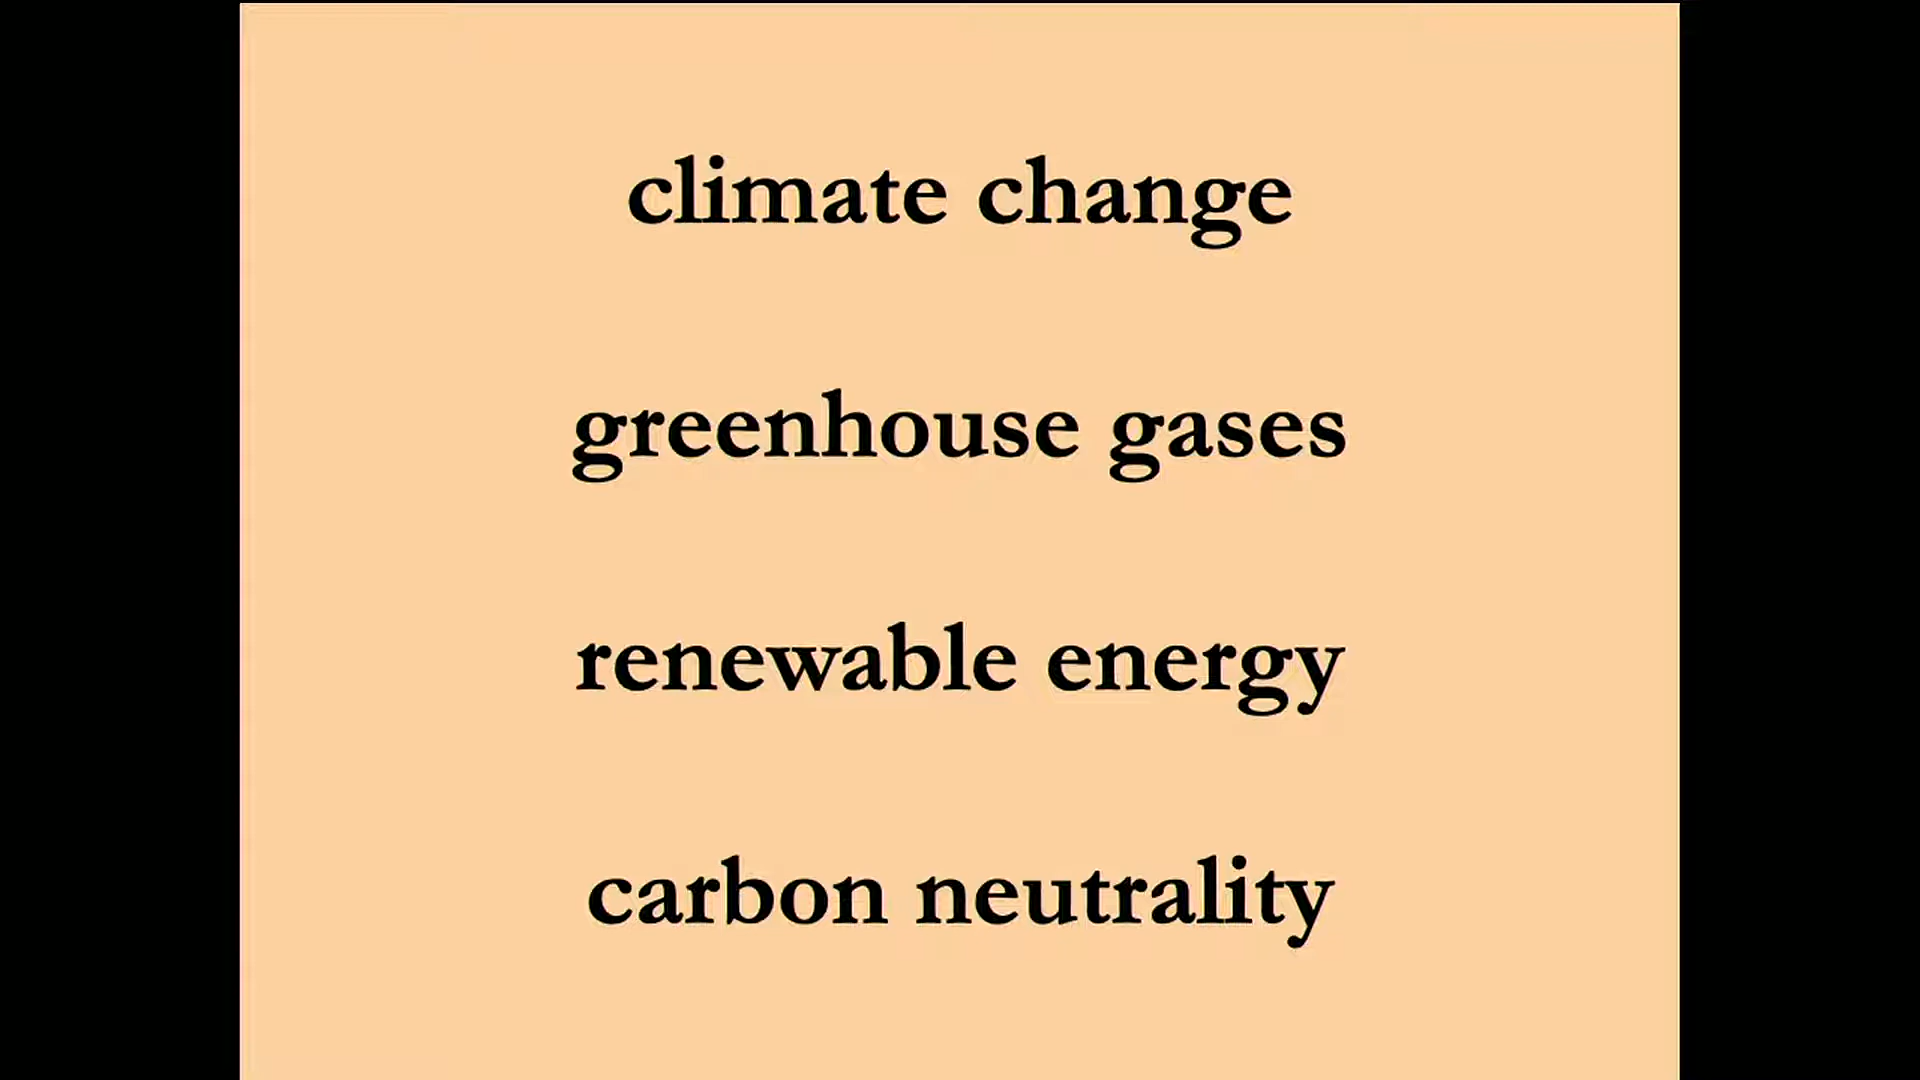 climate change
greenhouse gases
renewable energy
carbon neutrality